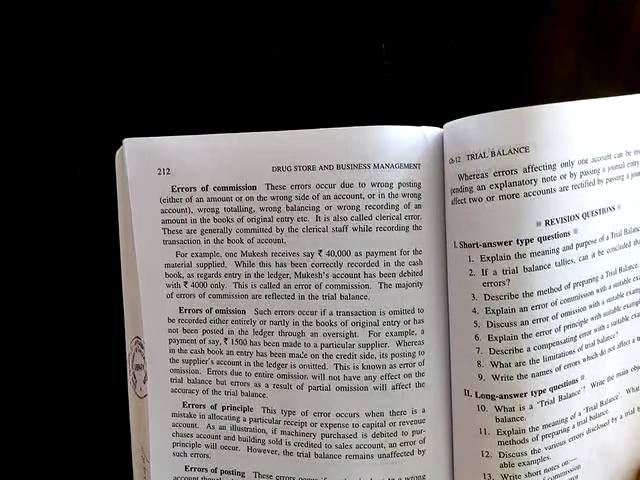 212
DRUG STORE AND BUSINESS MANAGEMENT
Errors of commission These errors occur due to wrong posting
(either of an amount or on the wrong side of an account, or in the wrong
account), wrong totalling, wrong balancing or wrong recording of an
amount in the books of original entry etc. It is also called clerical error.
These are generally committed by the clerical staff while recording the
transaction in the book of account.
For example, one Mukesh receives say ₹ 40,000 as payment for the
material supplied. While this has been correctly recorded in the cash
book, as regards entry in the ledger, Mukesh's account has been debited
with ₹ 4000 only. This is called an error of commission. The majority
of errors of commission are reflected in the trial balance.
Errors of omission Such errors occur if a transaction is omitted to
be recorded either entirely or partly in the books of original entry or has
not been posted in the ledger through an oversight. For example, a
payment of say, ₹ 1500 has been made to a particular supplier. Whereas
in the cash book an entry has been made on the credit side, its posting to
the supplier's account in the ledger is omitted. This is known as error of
omission. Errors due to entire omission will not have any effect on the
trial balance but errors as a result of partial omission will affect the
accuracy of the trial balance.
Errors of principle This type of error occurs when there is a
mistake in allocating a particular receipt or expense to capital or revenue
account. As an illustration, if machinery purchased is debited to pur-
chases account and building sold is credited to sales account, an error of
principle will occur. However, the trial balance remains unaffected by
such errors.
Errors of posting These errors occur if
Ch 12 TRIAL BALANCE
Whereas errors affecting only one account can be
pending an explanatory note or by passing a journal entry
affect two or more accounts are rectified by passing a
REVISION QUESTIONS
I. Short-answer type questions
1. Explain the meaning and purpose of a Trial Balance.
2. If a trial balance tallies, can it be concluded
errors?
3. Describe the method of preparing a Trial Balance.
4. Explain an error of commission with a suitable
5. Discuss an error of omission with a suitable
6. Explain the error of principle with suitable
7. Describe a compensating error with a suitable
8. What are the limitations of trial balance?
9. Write the names of errors which do not affect a
II. Long-answer type questions
10. What is a 'Trial Balance'? Write the main
balance.
11. Explain the meaning of a 'Trial Balance'.
methods of preparing a trial balance.
12. Discuss the various errors disclosed by a trial
able examples.
13. Write short notes on:—
of commission